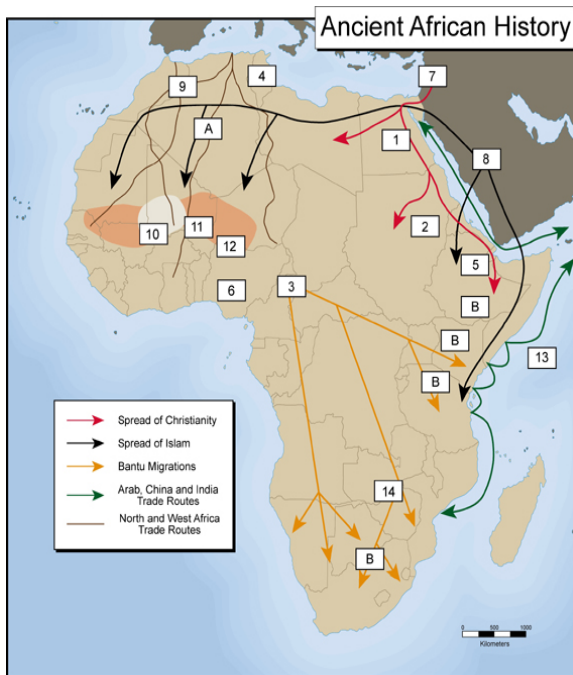 Ancient African History
7
9
4
A
1
8
2
10
11
12
5
6
3
B
B
13
B
14
B
Spread of Christianity
Spread of Islam
Bantu Migrations
Arab, China and India
Trade Routes
North and West Africa
Trade Routes
0 500 1000
Kilometers